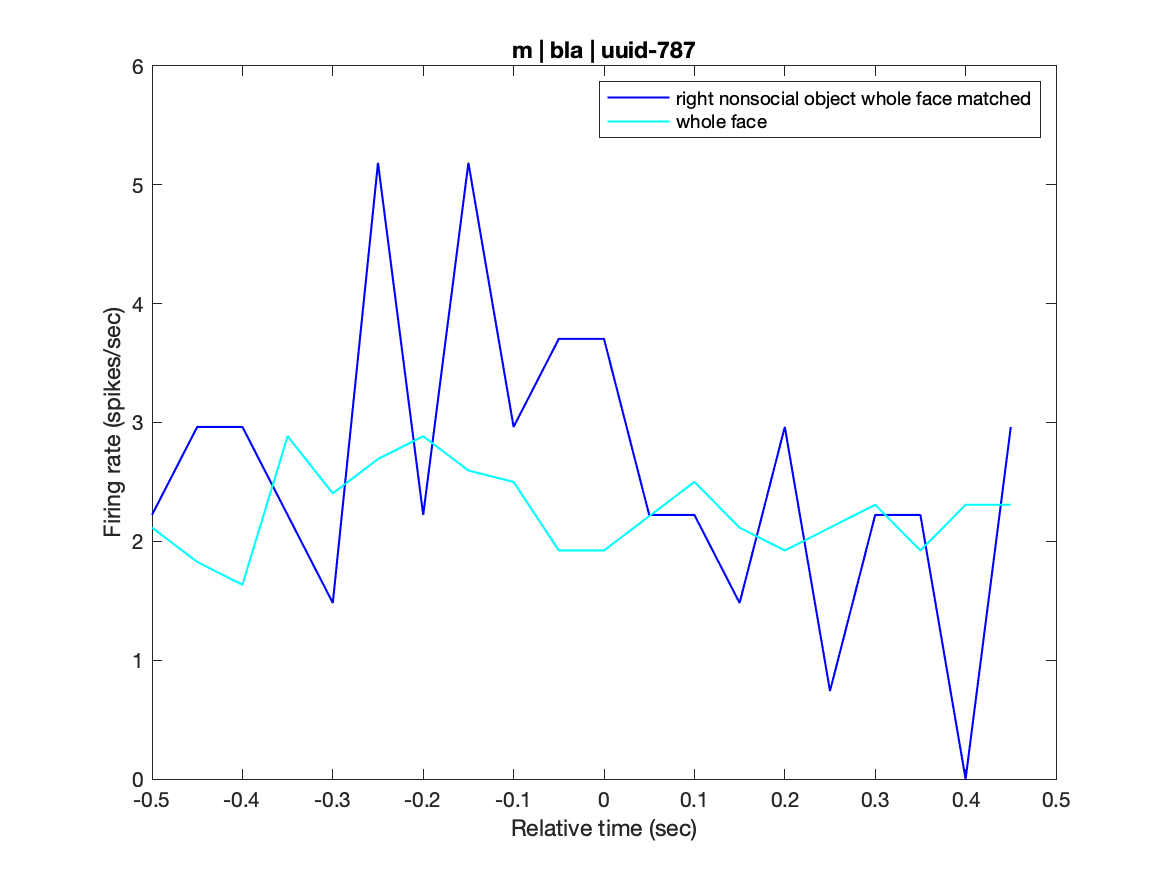 m | bla | uuid-787
right nonsocial object whole face matched
whole face
Firing rate (spikes/sec)
6
5
4
3
2
1
0
-0.5 -0.4 -0.3 -0.2 -0.1 0 0.1 0.2 0.3 0.4 0.5
Relative time (sec)